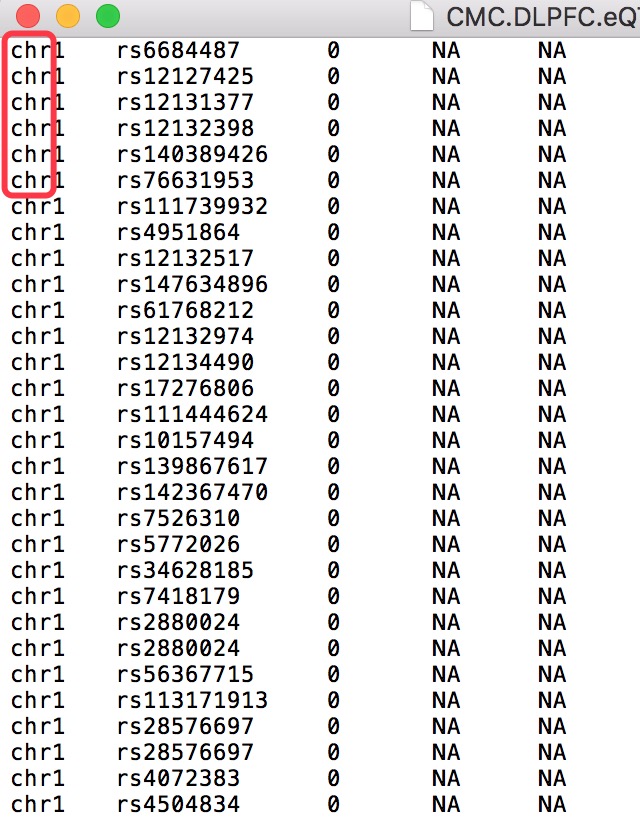 CMC.DLPFC.eQT
chr1 rs6684487 0 NA NA
chr1 rs12127425 0 NA NA
chr1 rs12131377 0 NA NA
chr1 rs12132398 0 NA NA
chr1 rs140389426 0 NA NA
chr1 rs76631953 0 NA NA
chr1 rs111739932 0 NA NA
chr1 rs4951864 0 NA NA
chr1 rs12132517 0 NA NA
chr1 rs147634896 0 NA NA
chr1 rs61768212 0 NA NA
chr1 rs12132974 0 NA NA
chr1 rs12134490 0 NA NA
chr1 rs17276806 0 NA NA
chr1 rs111444624 0 NA NA
chr1 rs10157494 0 NA NA
chr1 rs139867617 0 NA NA
chr1 rs142367470 0 NA NA
chr1 rs7526310 0 NA NA
chr1 rs5772026 0 NA NA
chr1 rs34628185 0 NA NA
chr1 rs7418179 0 NA NA
chr1 rs2880024 0 NA NA
chr1 rs2880024 0 NA NA
chr1 rs56367715 0 NA NA
chr1 rs113171913 0 NA NA
chr1 rs28576697 0 NA NA
chr1 rs28576697 0 NA NA
chr1 rs4072383 0 NA NA
chr1 rs4504834 0 NA NA